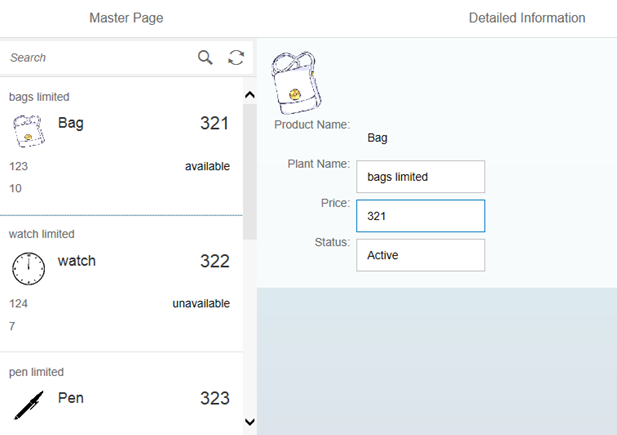 Master Page
Detailed Information
Search
bags limited
Bag 321
123 available
10
watch limited
watch 322
124 unavailable
7
pen limited
Pen 323
Product Name:
Bag
Plant Name:
bags limited
Price:
321
Status:
Active